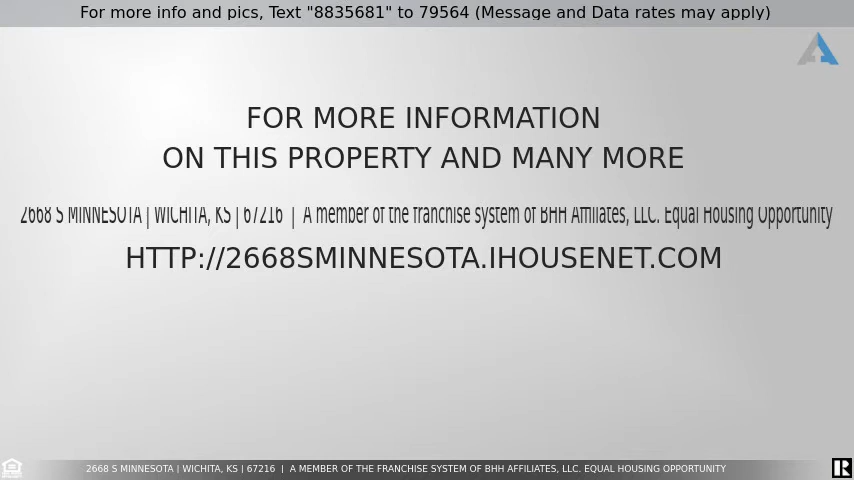 For more info and pics, Text "8835681" to 79564 (Message and Data rates may apply)
FOR MORE INFORMATION
ON THIS PROPERTY AND MANY MORE
2668 S MINNESOTA | WICHITA, KS | 67216 | A member of the franchise system of BHH Affiliates, LLC. Equal Housing Opportunity
HTTP://2668SMINNESOTA.IHOUSENET.COM
2668 S MINNESOTA | WICHITA, KS | 67216 | A MEMBER OF THE FRANCHISE SYSTEM OF BHH AFFILIATES, LLC. EQUAL HOUSING OPPORTUNITY